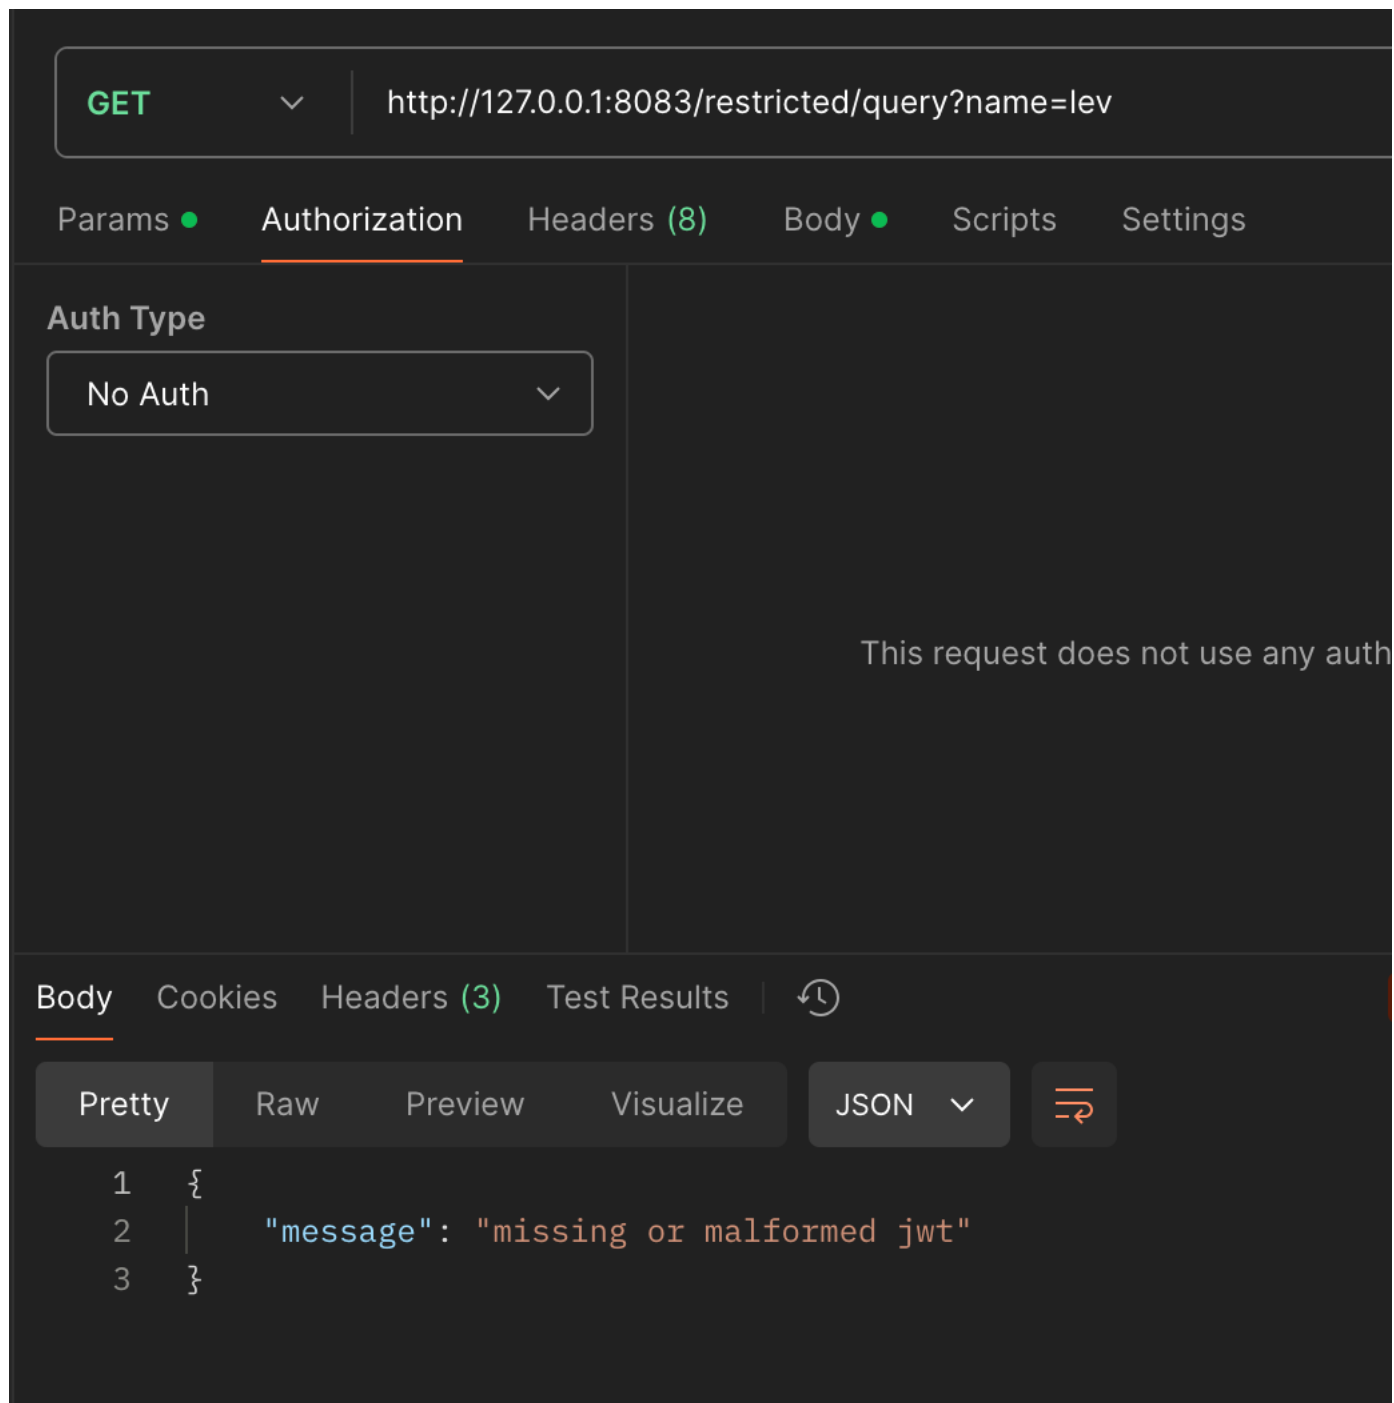 GET http://127.0.0.1:8083/restricted/query?name=lev
Params Authorization Headers (8) Body Scripts Settings
Auth Type
No Auth
This request does not use any auth
Body Cookies Headers (3) Test Results
Pretty Raw Preview Visualize JSON
1 {
2 "message": "missing or malformed jwt"
3 }